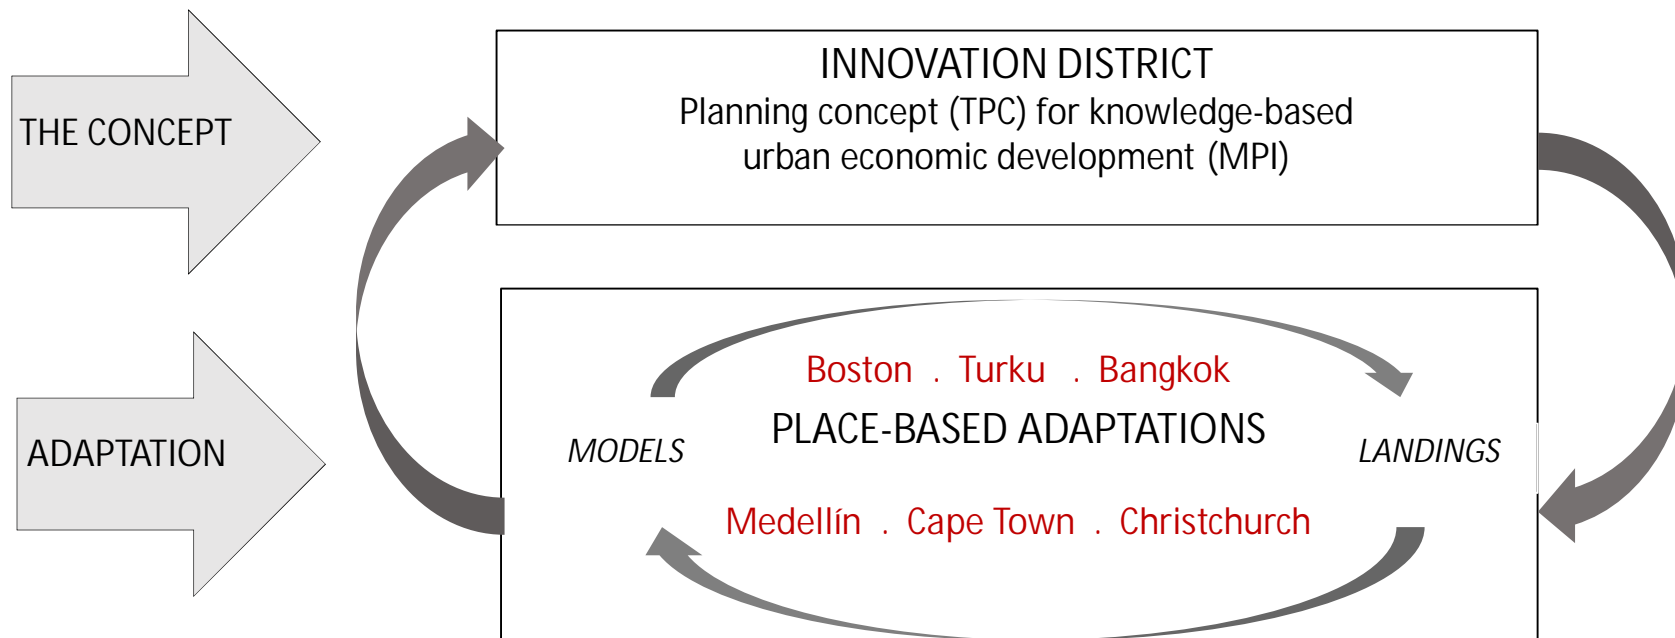 THE CONCEPT
INNOVATION DISTRICT
Planning concept (TPC) for knowledge-based
urban economic development (MPI)
ADAPTATION
Boston . Turku . Bangkok
PLACE-BASED ADAPTATIONS
MODELS
LANDINGS
Medellín . Cape Town . Christchurch